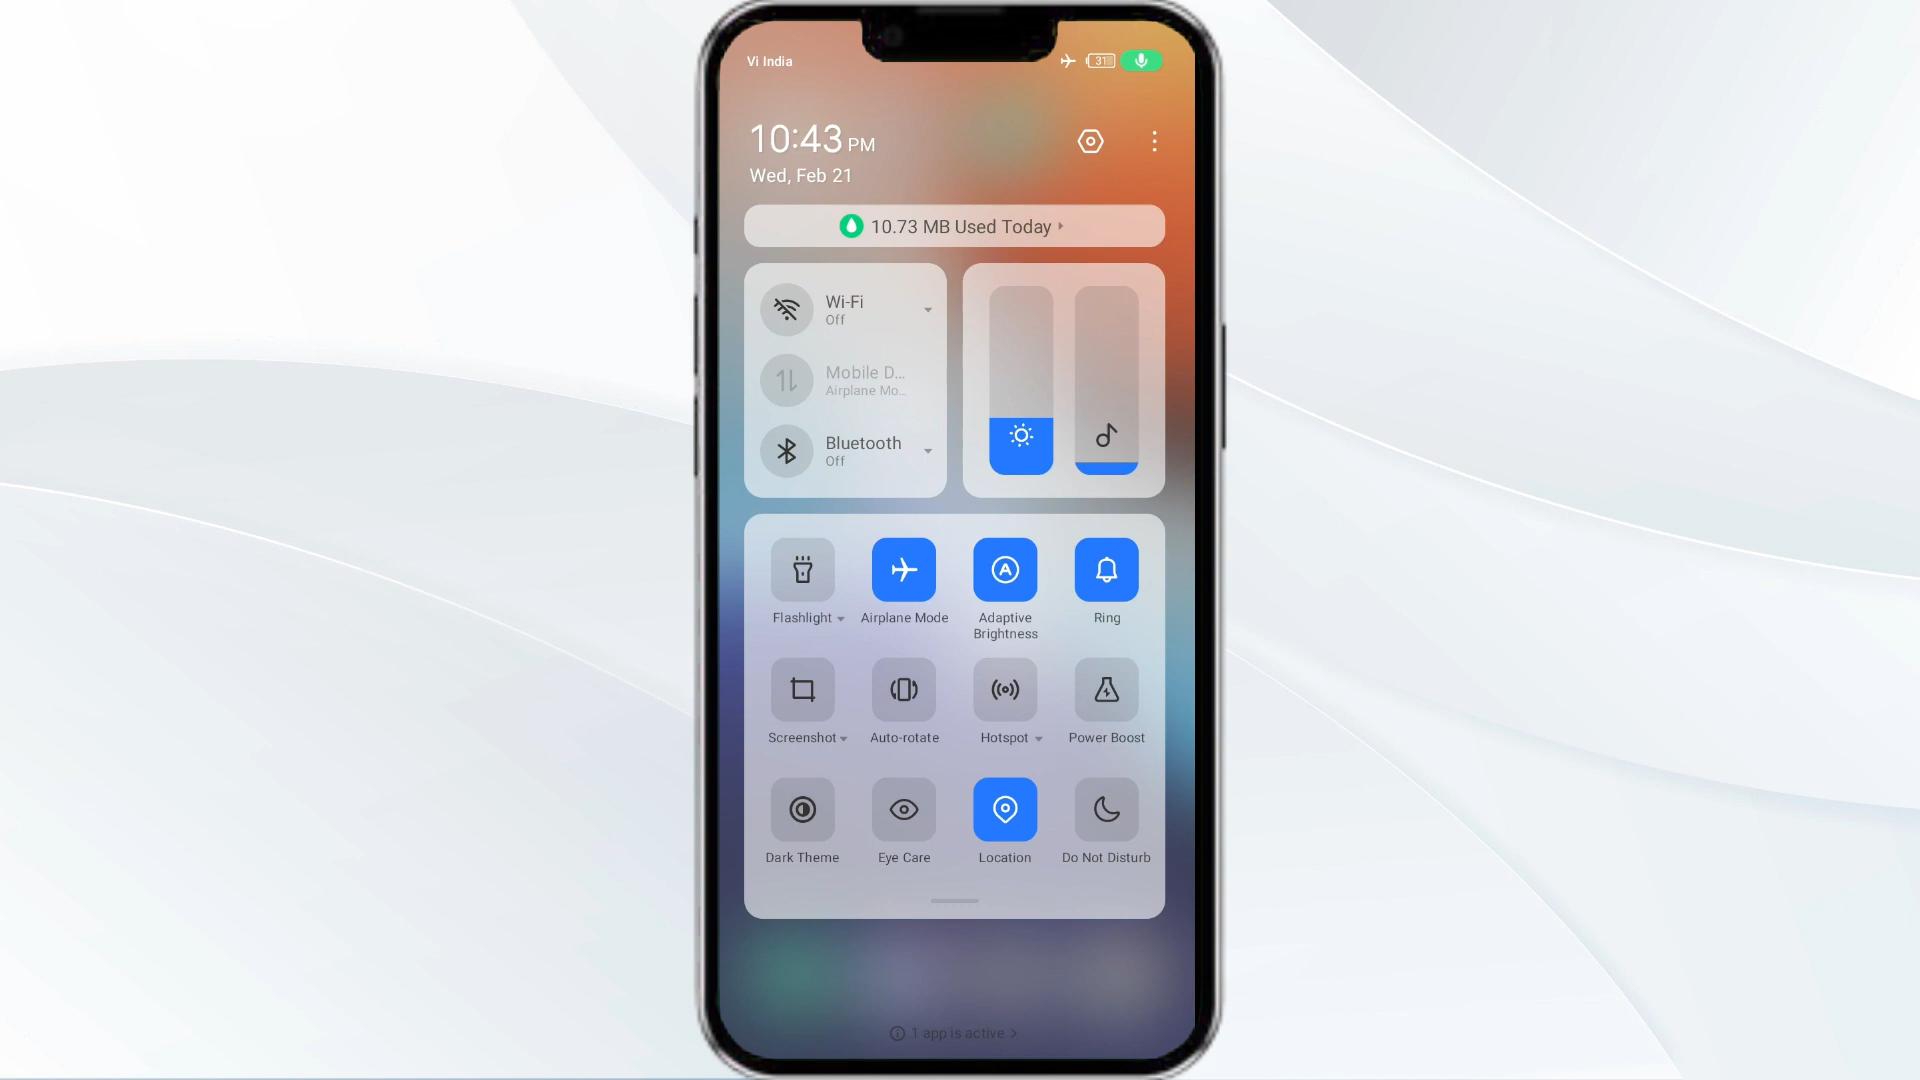 Vi India
31
10:43 PM
Wed, Feb 21
10.73 MB Used Today
Wi-Fi
Off
Mobile D...
Airplane Mo...
Bluetooth
Off
Flashlight
Airplane Mode
Adaptive
Brightness
Ring
Screenshot
Auto-rotate
Hotspot
Power Boost
Dark Theme
Eye Care
Location
Do Not Disturb
1 app is active